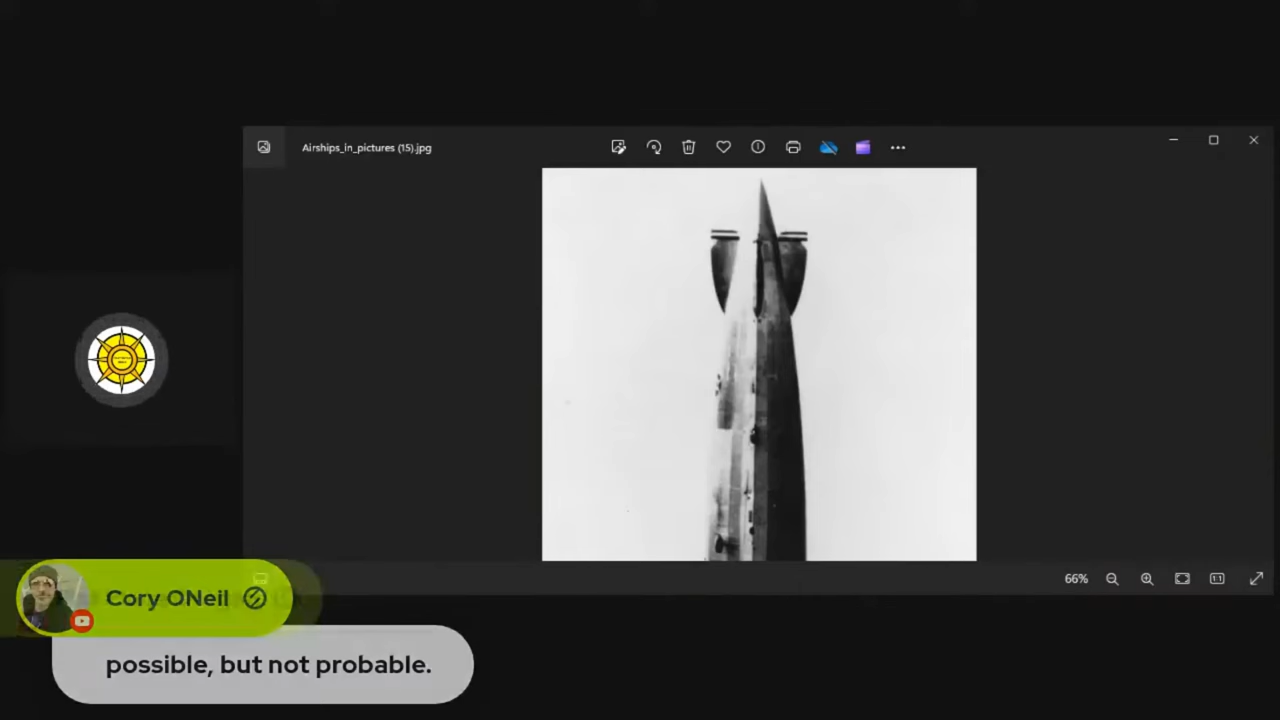 Airships_in_pictures (15).jpg
66%
Cory ONeil
possible, but not probable.